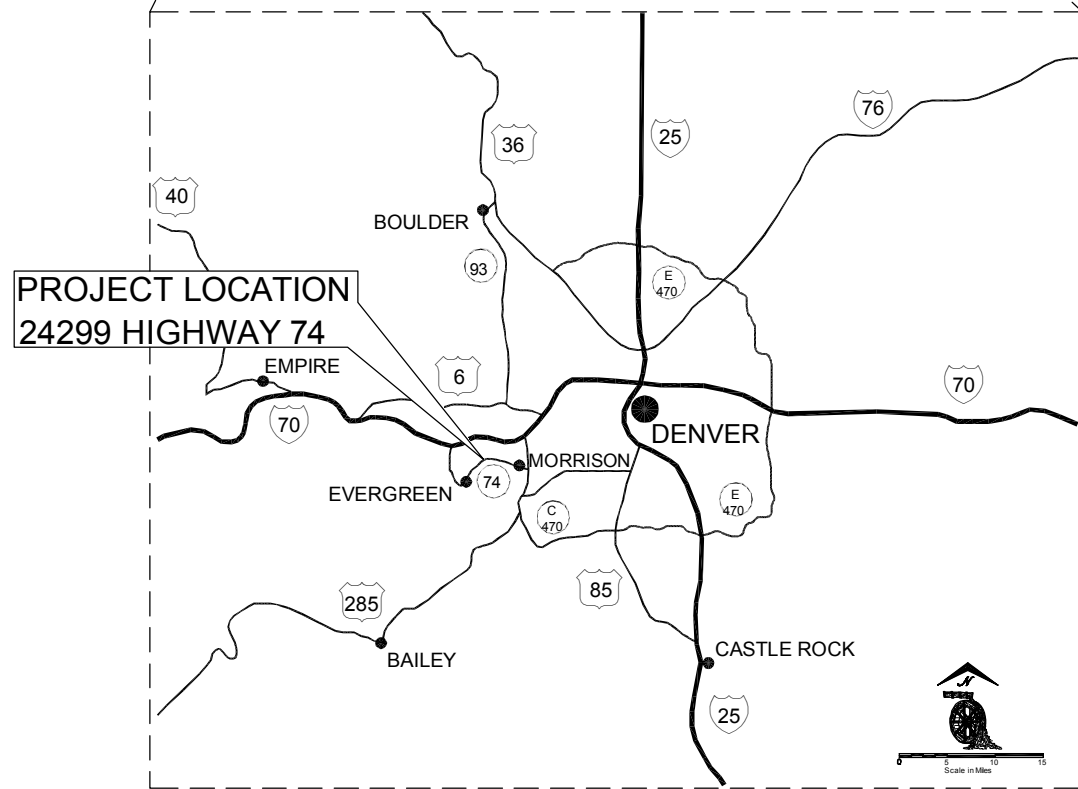 36
25
76
40
BOULDER
93
E
470
PROJECT LOCATION
24299 HIGHWAY 74
EMPIRE
6
70
70
DENVER
MORRISON
EVERGREEN
74
C
470
E
470
285
85
BAILEY
CASTLE ROCK
25
N
0 5 10 15
Scale in Miles